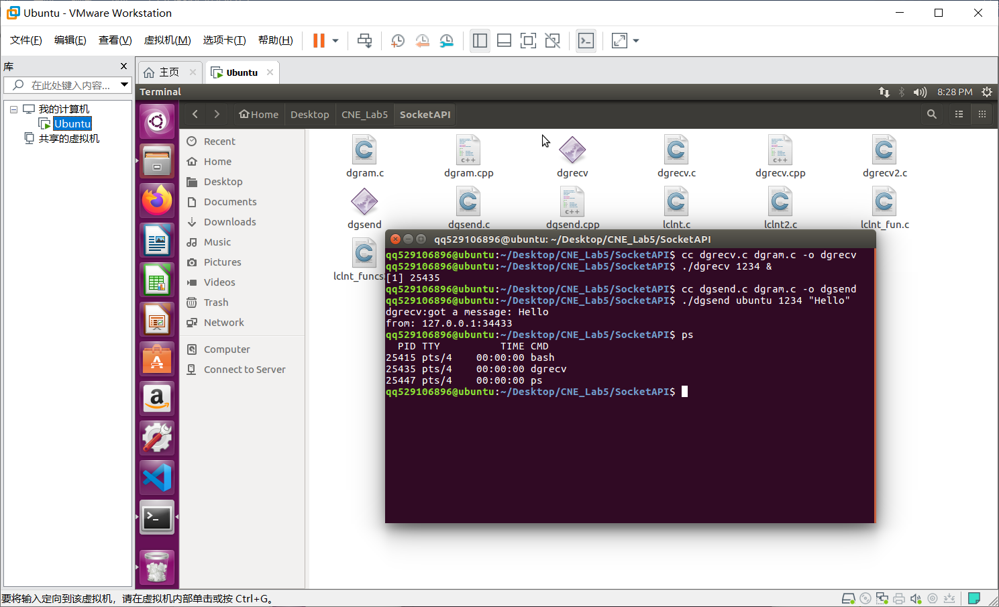 Ubuntu - VMware Workstation
文件(F) 编辑(E) 查看(V) 虚拟机(M) 选项卡(T) 帮助(H)
库
在此处键入内容...
我的计算机
Ubuntu
共享的虚拟机
主页 Ubuntu
Terminal 8:28 PM
Home Desktop CNE_Lab5 SocketAPI
Recent
Home
Desktop
Documents
Downloads
Music
Pictures
Videos
Trash
Network
Computer
Connect to Server
dgram.c dgram.cpp dgrecv dgrecv.c dgrecv.cpp dgrecv2.c
dgsend dgsend.c dgsend.cpp lclnt.c lclnt2.c lclnt_fun.c
lclnt_funcs.
qq529106896@ubuntu: ~/Desktop/CNE_Lab5/SocketAPI
qq529106896@ubuntu:~/Desktop/CNE_Lab5/SocketAPI$ cc dgrecv.c dgram.c -o dgrecv
qq529106896@ubuntu:~/Desktop/CNE_Lab5/SocketAPI$ ./dgrecv 1234 &
[1] 25435
qq529106896@ubuntu:~/Desktop/CNE_Lab5/SocketAPI$ cc dgsend.c dgram.c -o dgsend
qq529106896@ubuntu:~/Desktop/CNE_Lab5/SocketAPI$ ./dgsend ubuntu 1234 "Hello"
dgrecv:got a message: Hello
from: 127.0.0.1:34433
qq529106896@ubuntu:~/Desktop/CNE_Lab5/SocketAPI$ ps
PID TTY TIME CMD
25415 pts/4 00:00:00 bash
25435 pts/4 00:00:00 dgrecv
25447 pts/4 00:00:00 ps
qq529106896@ubuntu:~/Desktop/CNE_Lab5/SocketAPI$
要将输入定向到该虚拟机，请在虚拟机内部单击或按 Ctrl+G。